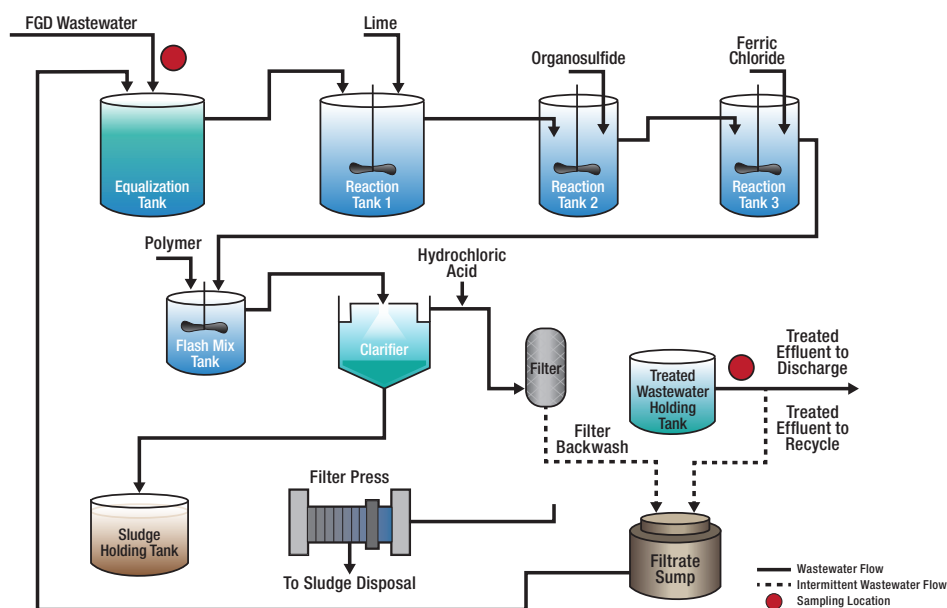 FGD Wastewater
Lime
Organosulfide
Ferric
Chloride
Equalization
Tank
Reaction
Tank 1
Reaction
Tank 2
Reaction
Tank 3
Polymer
Hydrochloric
Acid
Flash Mix
Tank
Clarifier
Filter
Treated
Wastewater
Holding
Tank
Treated
Effluent to
Discharge
Treated
Effluent to
Recycle
Filter
Backwash
Filter Press
Sludge
Holding Tank
To Sludge Disposal
Filtrate
Sump
Wastewater Flow
Intermittent Wastewater Flow
Sampling Location